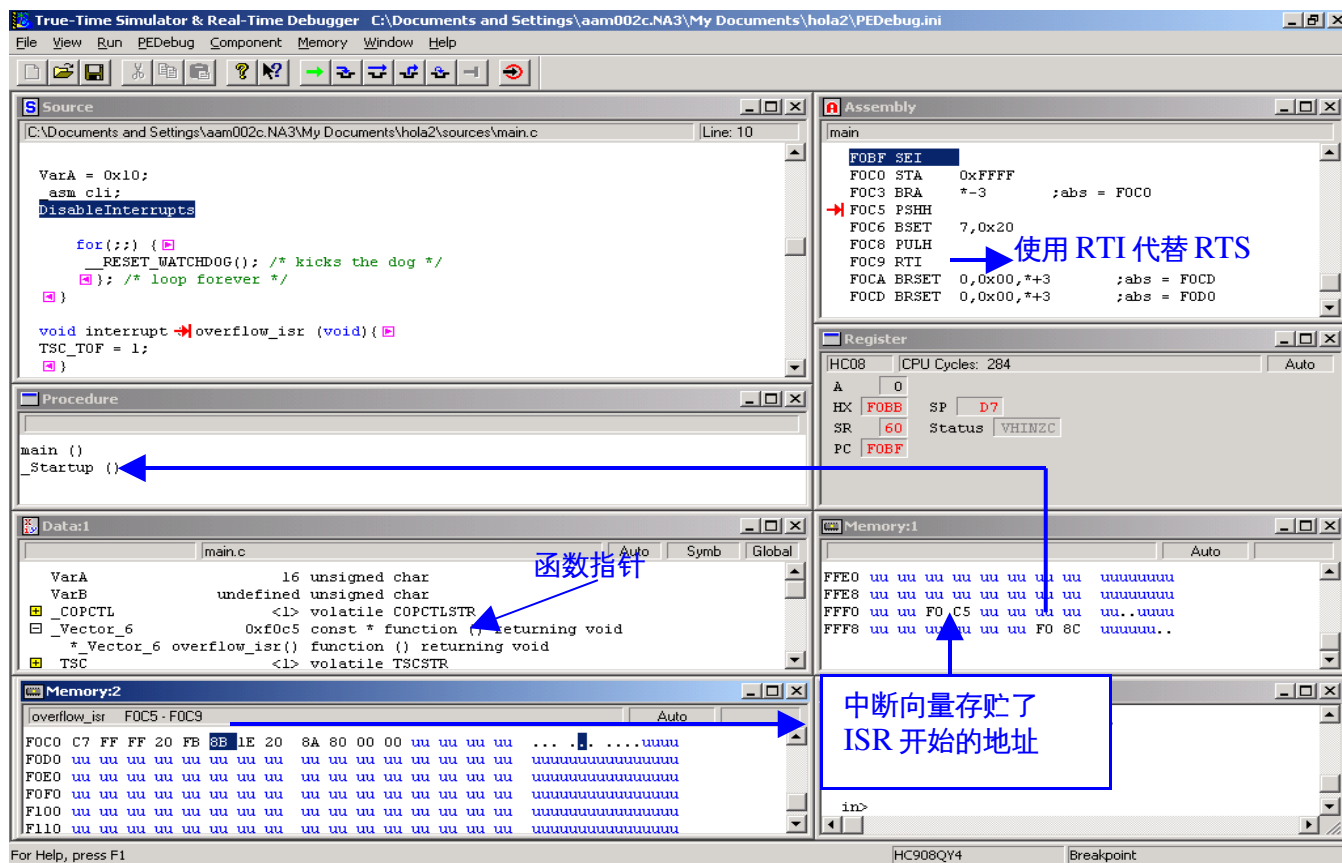 True-Time Simulator & Real-Time Debugger C:\Documents and Settings\aam002c.NA3\My Documents\hola2\PEDebug.ini
File View Run PEDebug Component Memory Window Help
Source
C:\Documents and Settings\aam002c.NA3\My Documents\hola2\sources\main.c Line: 10
VarA = 0x10;
_asm cli;
DisableInterrupts
for(;;) {
__RESET_WATCHDOG(); /* kicks the dog */
}; /* loop forever */
}
void interrupt overflow_isr (void){
TSC_TOF = 1;
}
Assembly
main
F0BF SEI
F0C0 STA 0xFFFF
F0C3 BRA *-3 ;abs = F0C0
F0C5 PSHH
F0C6 BSET 7,0x20
F0C8 PULH
F0C9 RTI
F0CA BRSET 0,0x00,*+3 ;abs = F0CD
F0CD BRSET 0,0x00,*+3 ;abs = F0D0
使用 RTI 代替 RTS
Register
HC08 CPU Cycles: 284 Auto
A 0
HX F0BB SP D7
SR 60 Status VHINZC
PC F0BF
Procedure
main ()
_Startup ()
Data:1
main.c Auto Symb Global
VarA 16 unsigned char
VarB undefined unsigned char
_COPCTL <1> volatile COPCTLSTR
_Vector_6 0xf0c5 const * function () returning void
*_Vector_6 overflow_isr() function () returning void
_TSC <1> volatile TSCSTR
函数指针
Memory:1
Auto
FFE0 uu uu uu uu uu uu uu uu uuuuuuuu
FFE8 uu uu uu uu uu uu uu uu uuuuuuuu
FFF0 uu uu F0 C5 uu uu uu uu uu..uuuu
FFF8 uu uu uu uu uu uu F0 8C uuuuuu..
Memory:2
overflow_isr F0C5 - F0C9 Auto
F0C0 C7 FF FF 20 FB 8B 1E 20 8A 80 00 00 uu uu uu uu ... .. ....uuuu
F0D0 uu uu uu uu uu uu uu uu uu uu uu uu uu uu uu uu uuuuuuuuuuuuuuuu
F0E0 uu uu uu uu uu uu uu uu uu uu uu uu uu uu uu uu uuuuuuuuuuuuuuuu
F0F0 uu uu uu uu uu uu uu uu uu uu uu uu uu uu uu uu uuuuuuuuuuuuuuuu
F100 uu uu uu uu uu uu uu uu uu uu uu uu uu uu uu uu uuuuuuuuuuuuuuuu
F110 uu uu uu uu uu uu uu uu uu uu uu uu uu uu uu uu uuuuuuuuuuuuuuuu
中断向量存贮了
ISR 开始的地址
in>
For Help, press F1 HC908QY4 Breakpoint